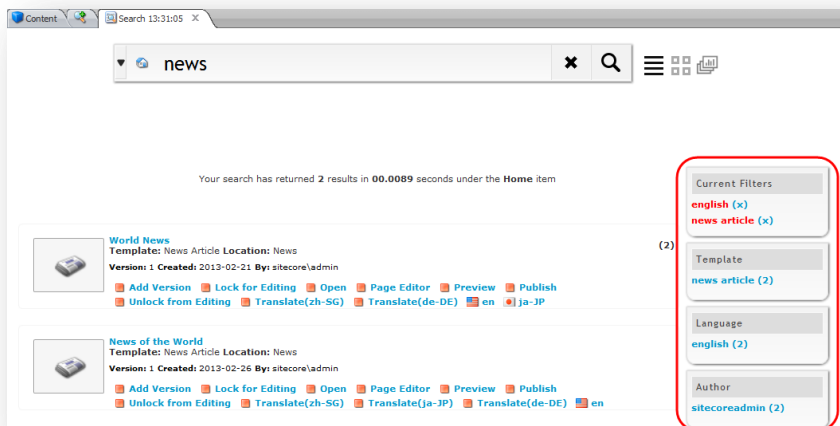 Content Search 13:31:05 X
news
Your search has returned 2 results in 00.0089 seconds under the Home item
World News (2)
Template: News Article Location: News
Version: 1 Created: 2013-02-21 By: sitecore\admin
Add Version Lock for Editing Open Page Editor Preview Publish
Unlock from Editing Translate(zh-SG) Translate(de-DE) en ja-JP
News of the World
Template: News Article Location: News
Version: 1 Created: 2013-02-26 By: sitecore\admin
Add Version Lock for Editing Open Page Editor Preview Publish
Unlock from Editing Translate(zh-SG) Translate(ja-JP) Translate(de-DE) en
Current Filters
english (x)
news article (x)
Template
news article (2)
Language
english (2)
Author
sitecoreadmin (2)